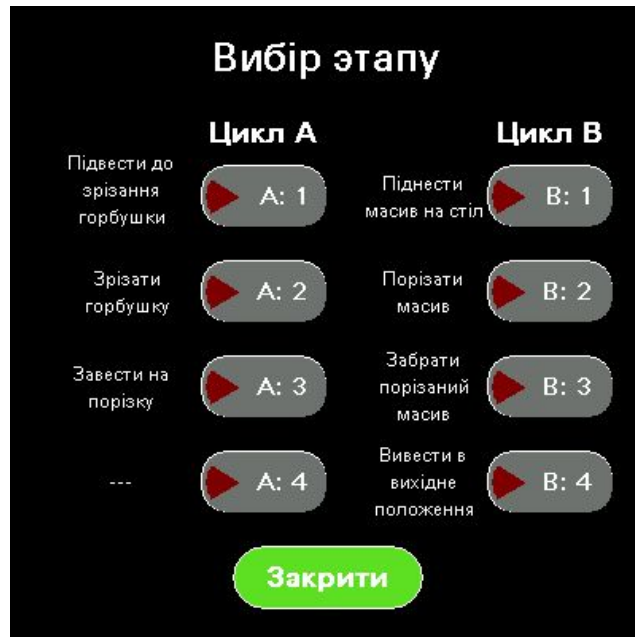 Вибір этапу
Цикл А
Цикл В
Підвести до
зрізання
горбушки
А: 1
Піднести
масив на стіл
В: 1
Зрізати
горбушку
А: 2
Порізати
масив
В: 2
Завести на
порізку
А: 3
Забрати
порізаний
масив
В: 3
---
А: 4
Вивести в
вихідне
положення
В: 4
Закрити